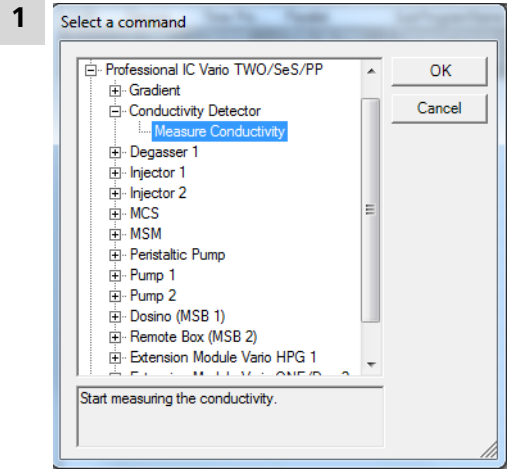 1
Select a command
Professional IC Vario TWO/SeS/PP
OK
Gradient
Conductivity Detector
Cancel
Measure Conductivity
Degasser 1
Injector 1
Injector 2
MCS
MSM
Peristaltic Pump
Pump 1
Pump 2
Dosino (MSB 1)
Remote Box (MSB 2)
Extension Module Vario HPG 1
Start measuring the conductivity.